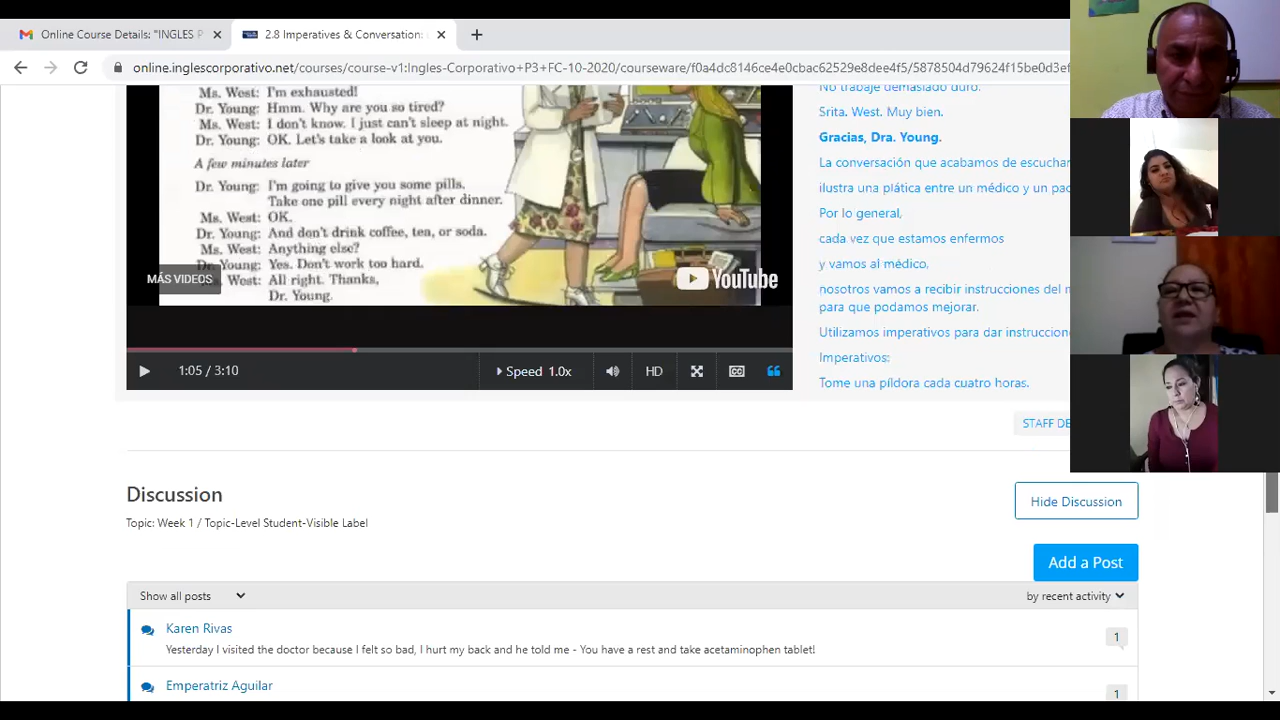 Online Course Details: "INGLES P
2.8 Imperatives & Conversation:
online.inglescorporativo.net/courses/course-v1:Ingles-Corporativo+P3+FC-10-2020/courseware/f0a4dc8146ce4e0cbac62529e8dee4f5/5878504d79624f15be0d3ef
Ms. West: I'm exhausted!
Dr. Young: Hmm. Why are you so tired?
Ms. West: I don't know. I just can't sleep at night.
Dr. Young: OK. Let's take a look at you.
A few minutes later
Dr. Young: I'm going to give you some pills.
Take one pill every night after dinner.
Ms. West: OK.
Dr. Young: And don't drink coffee, tea, or soda.
Ms. West: Anything else?
Dr. Young: Yes. Don't work too hard.
West: All right. Thanks,
Dr. Young.
MÁS VIDEOS
YouTube
1:05 / 3:10
Speed 1.0x
HD
CC
No trabaje demasiado duro.
Srita. West. Muy bien.
Gracias, Dra. Young.
La conversación que acabamos de escuchar
ilustra una plática entre un médico y un pac
Por lo general,
cada vez que estamos enfermos
y vamos al médico,
nosotros vamos a recibir instrucciones del m
para que podamos mejorar.
Utilizamos imperativos para dar instruccion
Imperativos:
Tome una píldora cada cuatro horas.
STAFF DE
Discussion
Hide Discussion
Topic: Week 1 / Topic-Level Student-Visible Label
Add a Post
Show all posts
by recent activity
Karen Rivas
1
Yesterday I visited the doctor because I felt so bad, I hurt my back and he told me - You have a rest and take acetaminophen tablet!
Emperatriz Aguilar
1